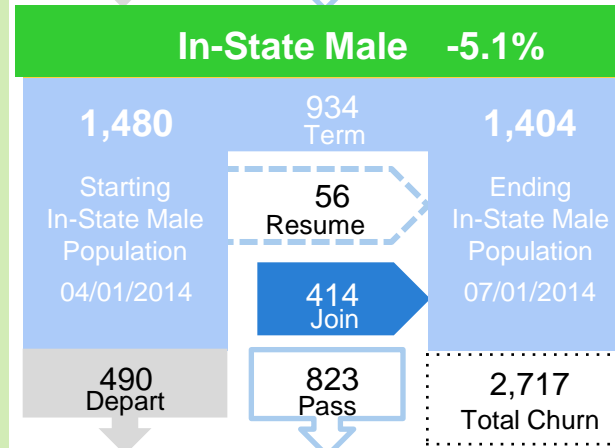 In-State Male -5.1%
1,480
Starting
In-State Male
Population
04/01/2014
934
Term
56
Resume
414
Join
1,404
Ending
In-State Male
Population
07/01/2014
490
Depart
823
Pass
2,717
Total Churn